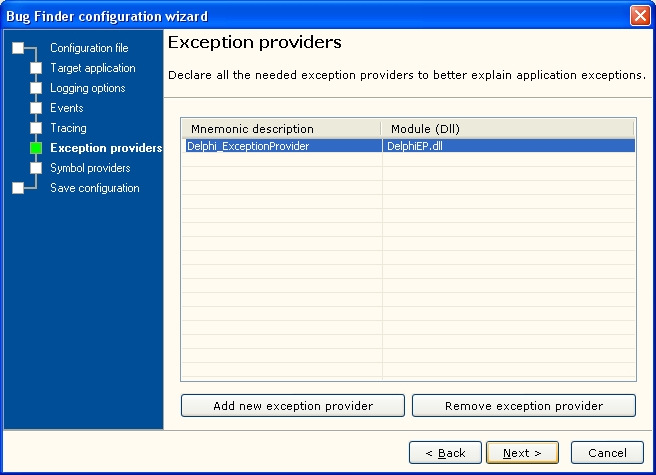 Bug Finder configuration wizard
Configuration file
Target application
Logging options
Events
Tracing
Exception providers
Symbol providers
Save configuration
Exception providers
Declare all the needed exception providers to better explain application exceptions.
Mnemonic description Module (Dll)
Delphi_ExceptionProvider DelphiEP.dll
Add new exception provider Remove exception provider
< Back Next > Cancel